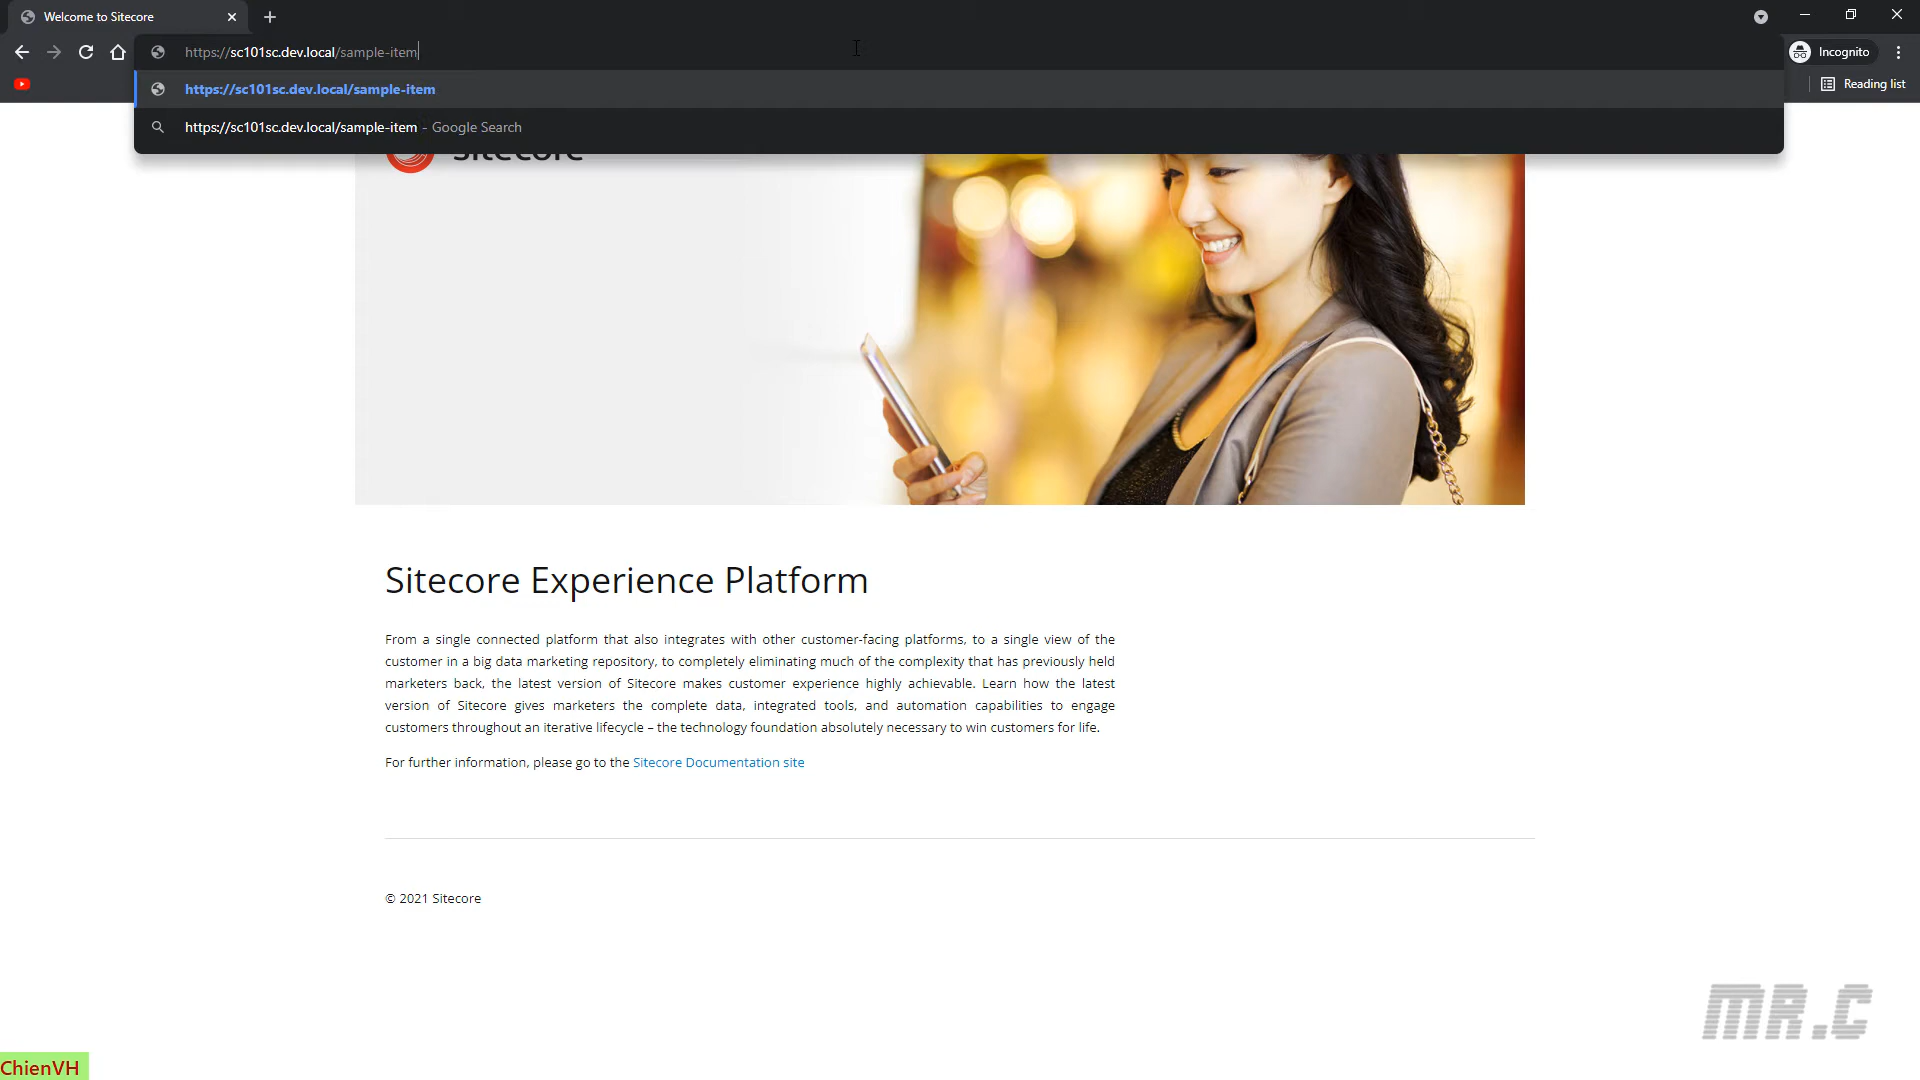 Welcome to Sitecore
https://sc101sc.dev.local/sample-item
Incognito
https://sc101sc.dev.local/sample-item
https://sc101sc.dev.local/sample-item - Google Search
Reading list
sitecore
Sitecore Experience Platform
From a single connected platform that also integrates with other customer-facing platforms, to a single view of the
customer in a big data marketing repository, to completely eliminating much of the complexity that has previously held
marketers back, the latest version of Sitecore makes customer experience highly achievable. Learn how the latest
version of Sitecore gives marketers the complete data, integrated tools, and automation capabilities to engage
customers throughout an iterative lifecycle – the technology foundation absolutely necessary to win customers for life.
For further information, please go to the Sitecore Documentation site
© 2021 Sitecore
MR.C
ChienVH